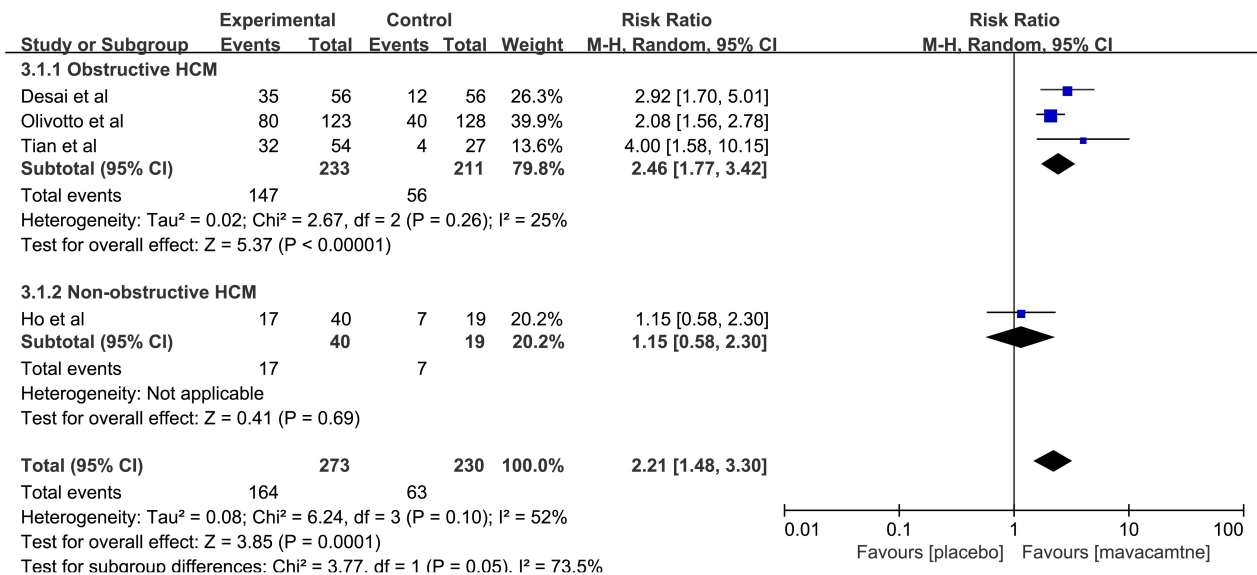 Experimental Control Risk Ratio Risk Ratio
Study or Subgroup Events Total Events Total Weight M-H, Random, 95% CI M-H, Random, 95% CI
3.1.1 Obstructive HCM
Desai et al 35 56 12 56 26.3% 2.92 [1.70, 5.01]
Olivotto et al 80 123 40 128 39.9% 2.08 [1.56, 2.78]
Tian et al 32 54 4 27 13.6% 4.00 [1.58, 10.15]
Subtotal (95% CI) 233 211 79.8% 2.46 [1.77, 3.42]
Total events 147 56
Heterogeneity: Tau² = 0.02; Chi² = 2.67, df = 2 (P = 0.26); I² = 25%
Test for overall effect: Z = 5.37 (P < 0.00001)
3.1.2 Non-obstructive HCM
Ho et al 17 40 7 19 20.2% 1.15 [0.58, 2.30]
Subtotal (95% CI) 40 19 20.2% 1.15 [0.58, 2.30]
Total events 17 7
Heterogeneity: Not applicable
Test for overall effect: Z = 0.41 (P = 0.69)
Total (95% CI) 273 230 100.0% 2.21 [1.48, 3.30]
Total events 164 63
Heterogeneity: Tau² = 0.08; Chi² = 6.24, df = 3 (P = 0.10); I² = 52%
Test for overall effect: Z = 3.85 (P = 0.0001)
Test for subgroup differences: Chi² = 3.77, df = 1 (P = 0.05), I² = 73.5%
0.01 0.1 1 10 100
Favours [placebo] Favours [mavacamtne]